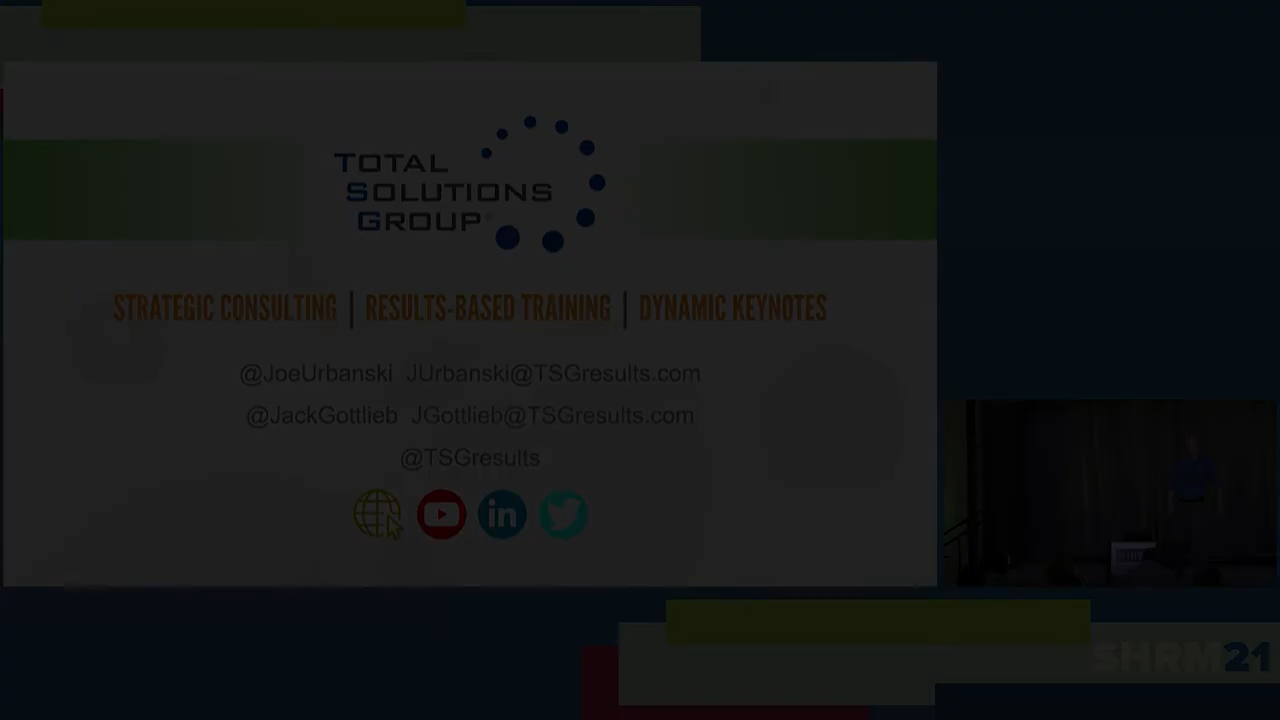 TOTAL
SOLUTIONS
GROUP
STRATEGIC CONSULTING | RESULTS-BASED TRAINING | DYNAMIC KEYNOTES
@JoeUrbanski JUrbanski@TSGresults.com
@JackGottlieb JGottlieb@TSGresults.com
@TSGresults
in
SHRM21